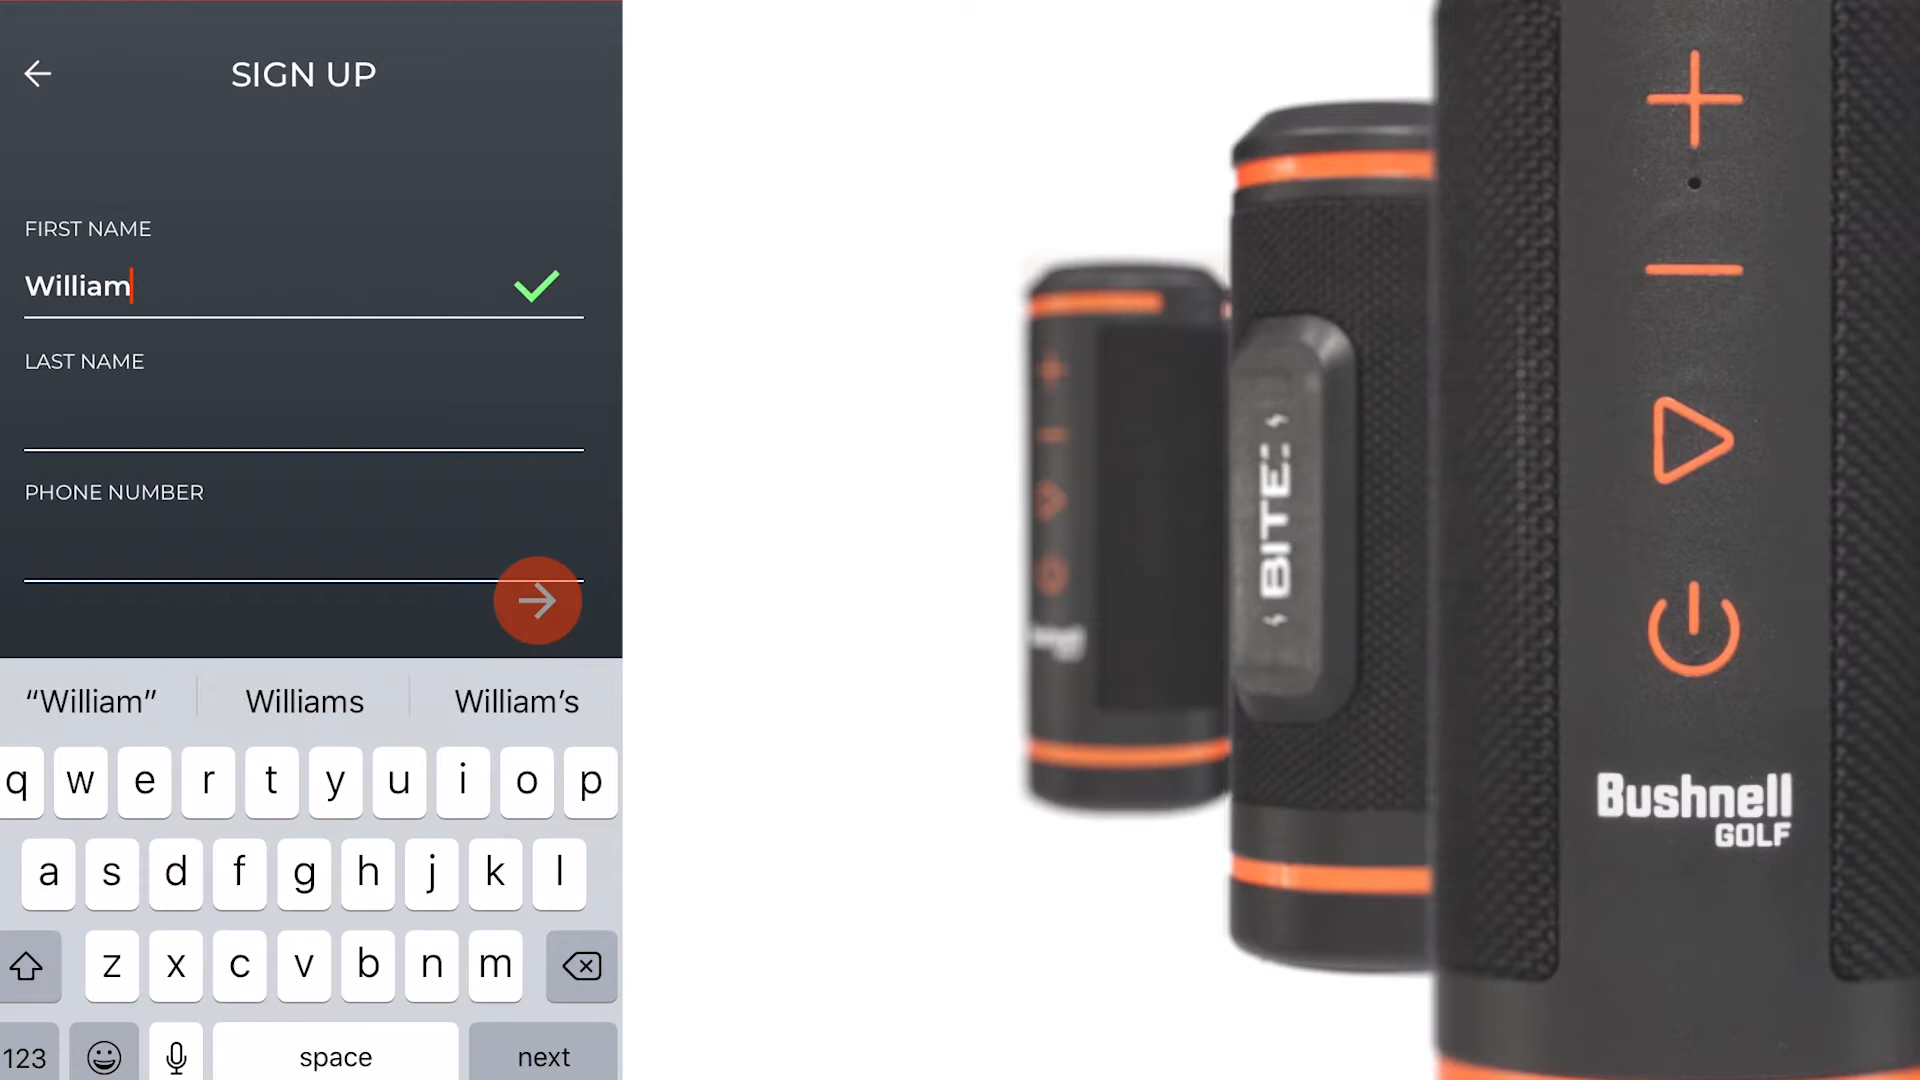 SIGN UP
FIRST NAME
William
LAST NAME
PHONE NUMBER
“William” Williams William’s
q w e r t y u i o p
a s d f g h j k l
z x c v b n m
123 space next
BITE
Bushnell
GOLF